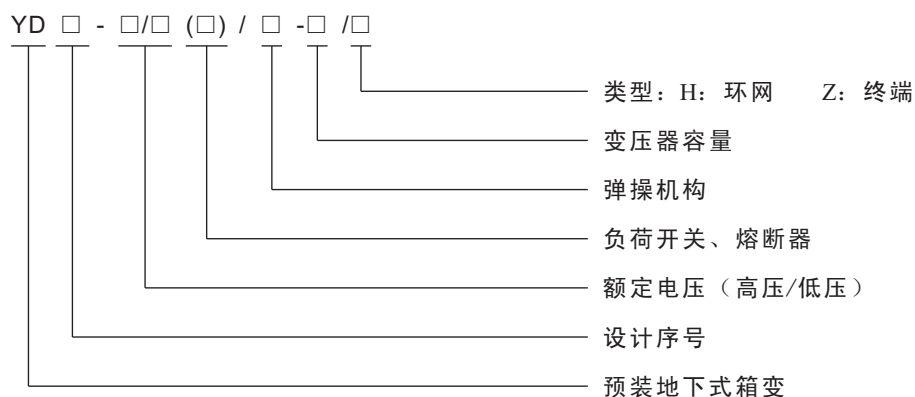 YD □ - □/□ (□) / □ -□ /□
类型：H：环网 Z：终端
变压器容量
弹操机构
负荷开关、熔断器
额定电压（高压/低压）
设计序号
预装地下式箱变